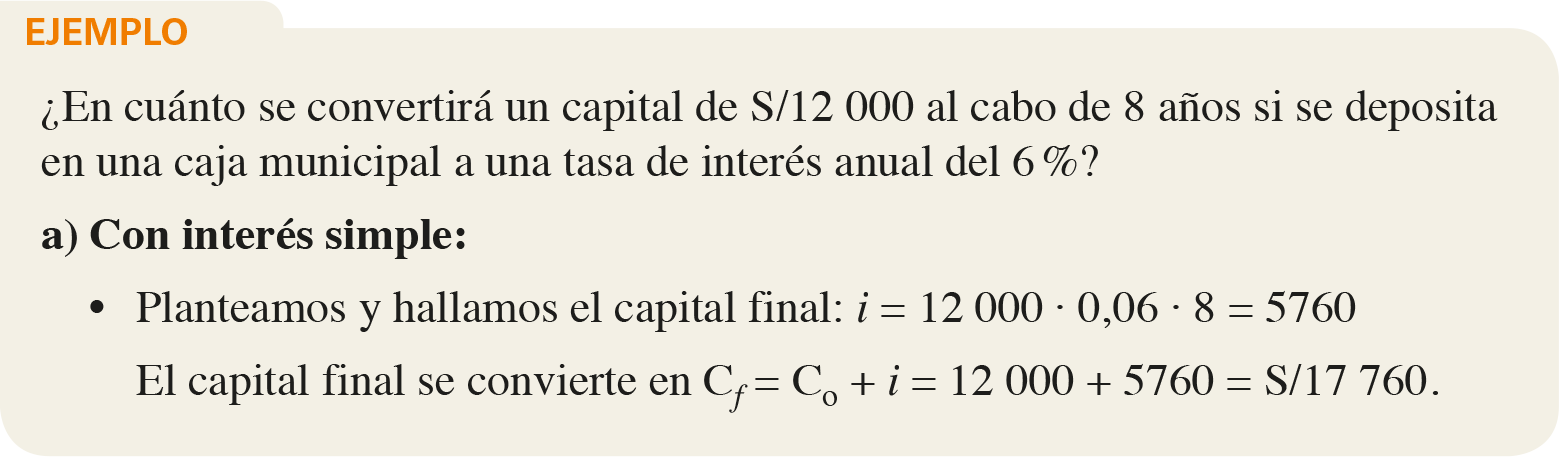 EJEMPLO
¿En cuánto se convertirá un capital de S/12 000 al cabo de 8 años si se deposita
en una caja municipal a una tasa de interés anual del 6 %?
a) Con interés simple:
• Planteamos y hallamos el capital final: i = 12 000 · 0,06 · 8 = 5760
El capital final se convierte en C_f = C_o + i = 12 000 + 5760 = S/17 760.